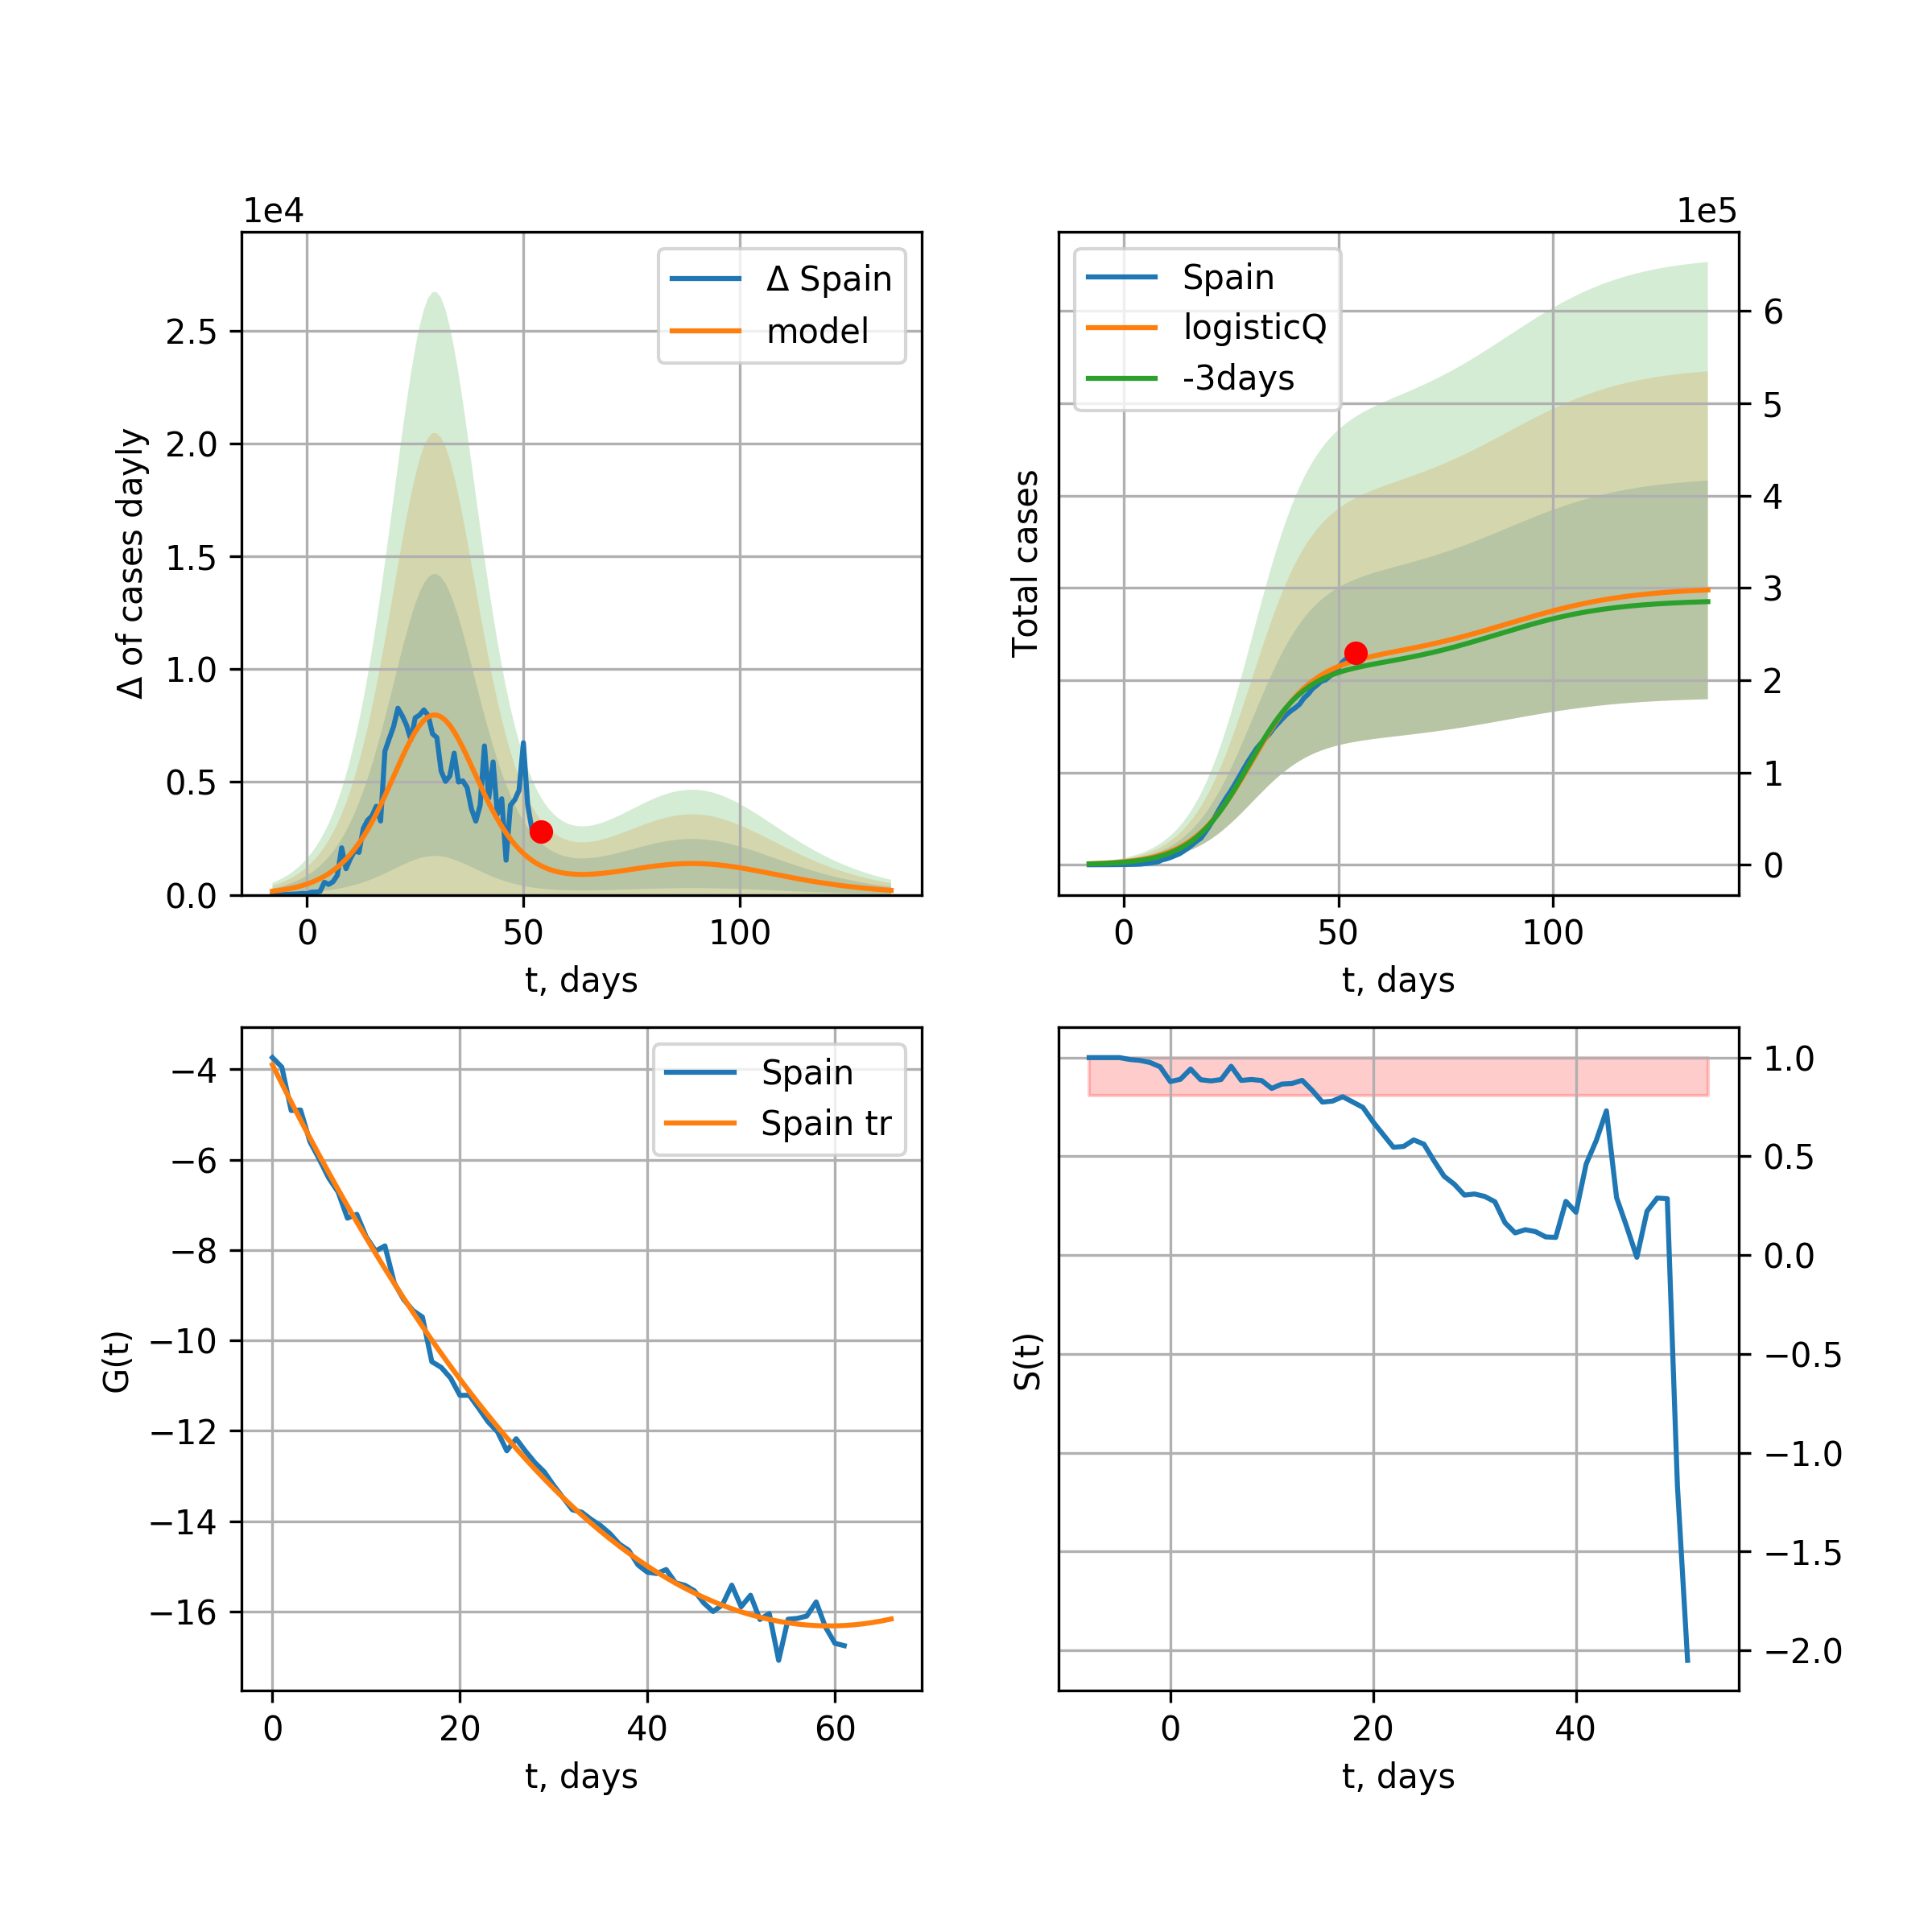 1e4
Δ of cases dayly
2.5
2.0
1.5
1.0
0.5
0.0
Δ Spain
model
0 50 100
t, days
1e5
Total cases
Spain
logisticQ
-3days
6
5
4
3
2
1
0
0 50 100
t, days
G(t)
−4
−6
−8
−10
−12
−14
−16
Spain
Spain tr
0 20 40 60
t, days
S(t)
1.0
0.5
0.0
−0.5
−1.0
−1.5
−2.0
0 20 40
t, days